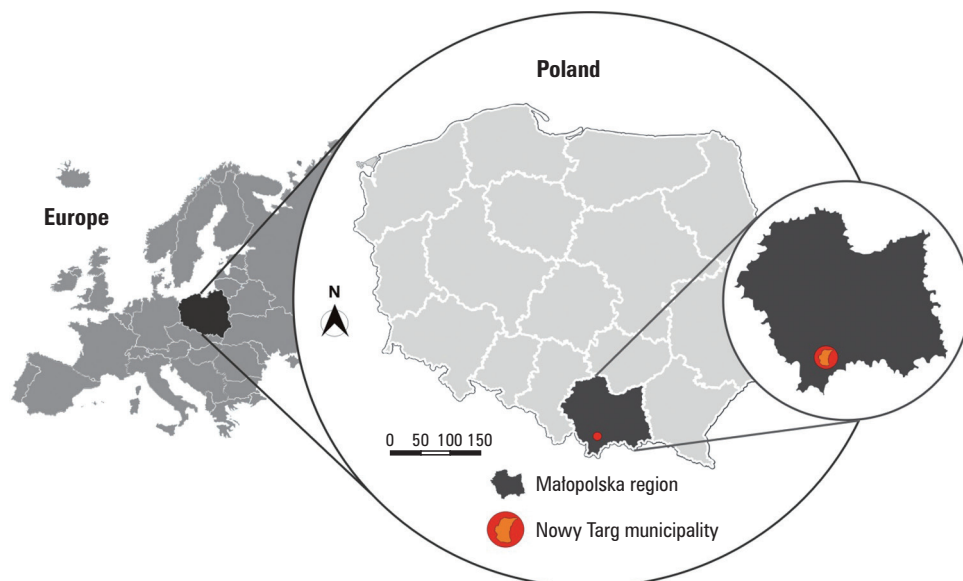 Poland
Europe
N
0 50 100 150
Małopolska region
Nowy Targ municipality